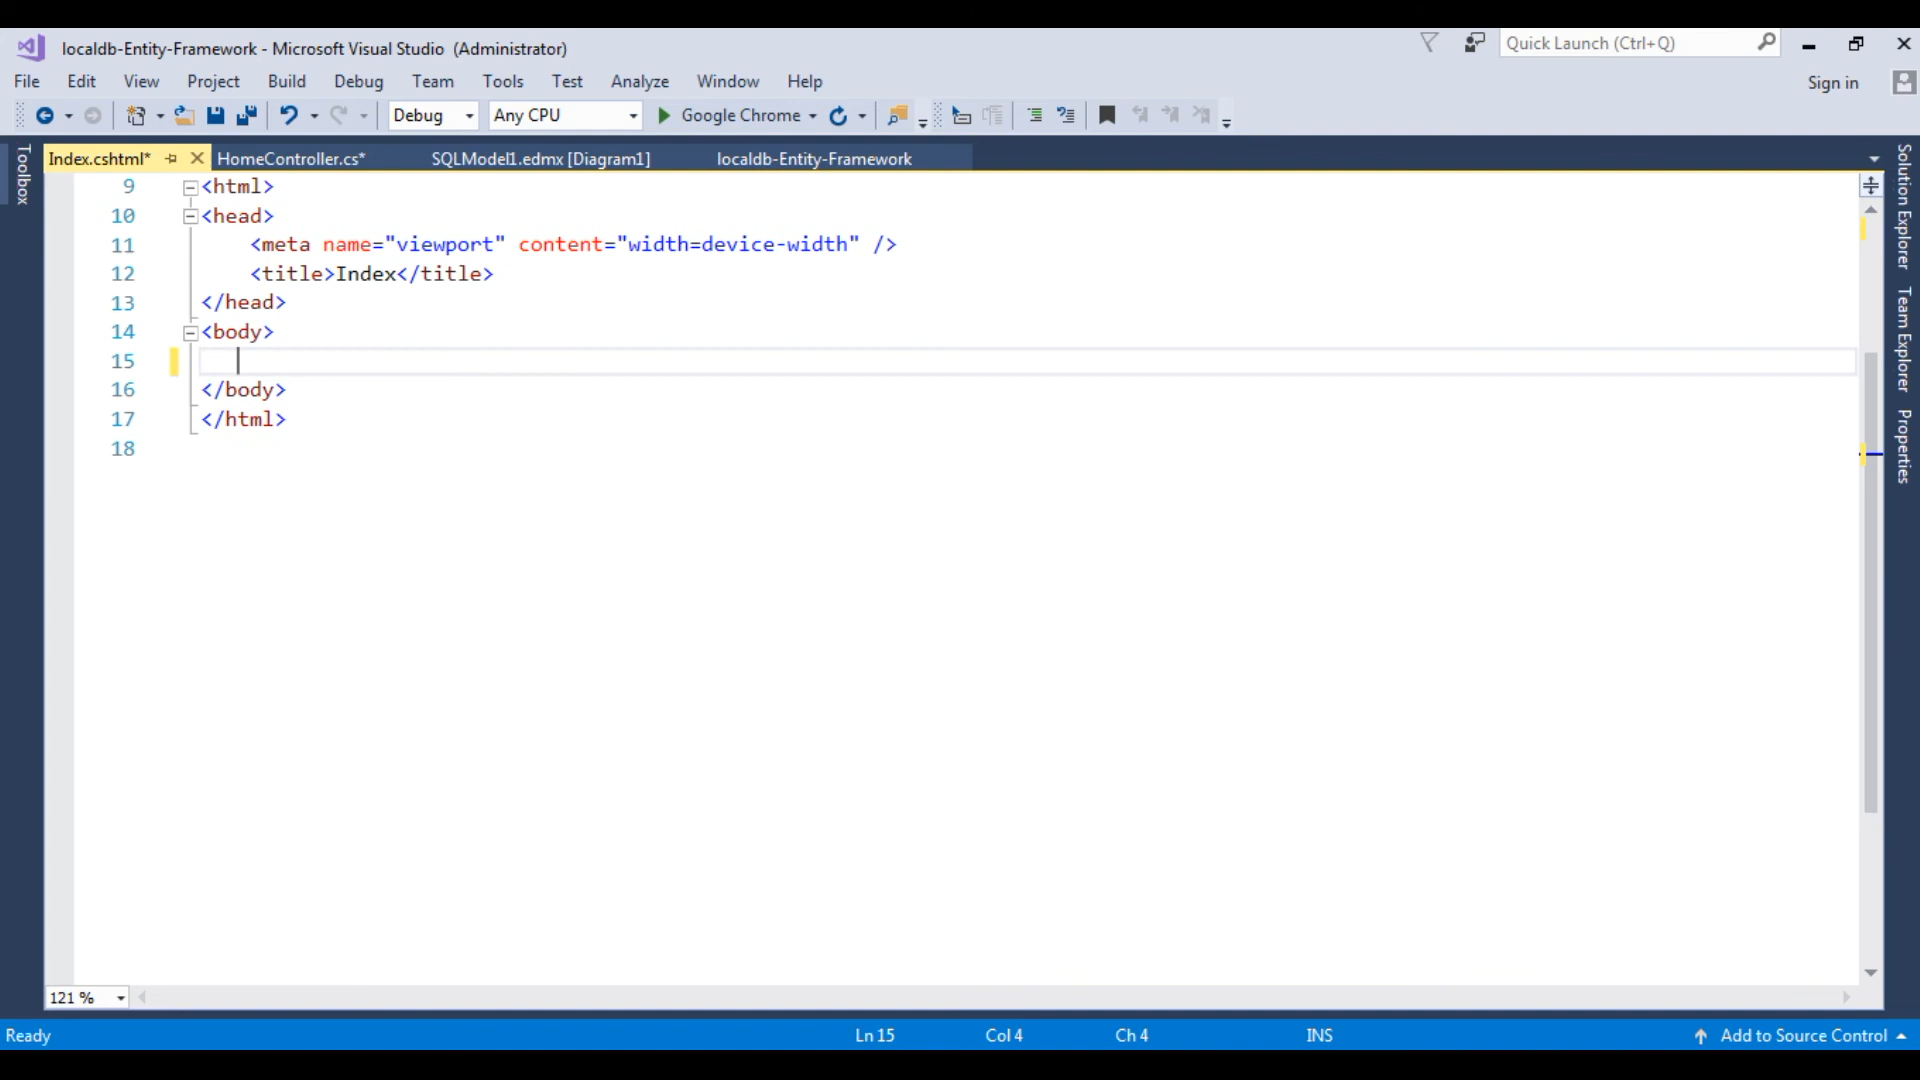 localdb-Entity-Framework - Microsoft Visual Studio (Administrator)
Quick Launch (Ctrl+Q)
File Edit View Project Build Debug Team Tools Test Analyze Window Help
Sign in
Debug Any CPU Google Chrome
Toolbox
Index.cshtml* HomeController.cs* SQLModel1.edmx [Diagram1] localdb-Entity-Framework
9 <html>
10 <head>
11 <meta name="viewport" content="width=device-width" />
12 <title>Index</title>
13 </head>
14 <body>
15
16 </body>
17 </html>
18
Solution Explorer
Team Explorer
Properties
121 %
Ready Ln 15 Col 4 Ch 4 INS Add to Source Control